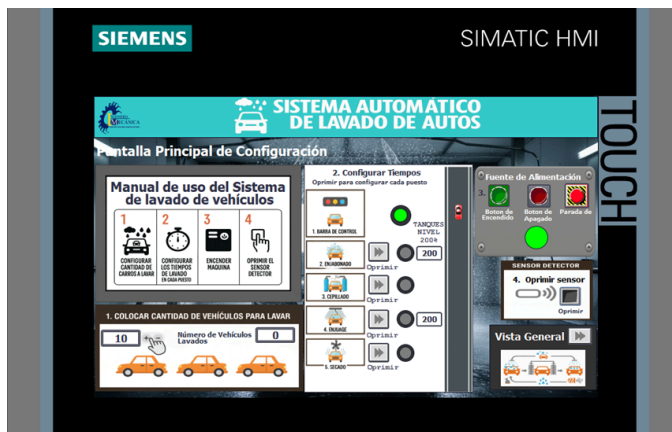 SIEMENS
SIMATIC HMI
TOUCH
SISTEMA AUTOMÁTICO
DE LAVADO DE AUTOS
Pantalla Principal de Configuración
Manual de uso del Sistema
de lavado de vehículos
1
CONFIGURAR
CANTIDAD DE
CARROS A LAVAR
2
CONFIGURAR
LOS TIEMPOS
DE LAVADO
EN CADA PUESTO
3
ENCENDER
MAQUINA
4
OPRIMIR EL
SENSOR
DETECTOR
1. COLOCAR CANTIDAD DE VEHÍCULOS PARA LAVAR
10
Número de Vehículos
Lavados
0
2. Configurar Tiempos
Oprimir para configurar cada puesto
1. BARRA DE CONTROL
TANQUES
NIVEL
200%
2. ENJABONADO
Oprimir
200
3. CEPILLADO
Oprimir
4. ENJUAGE
Oprimir
200
5. SECADO
Oprimir
Fuente de Alimentación
3.
Boton de
Encendido
Boton de
Apagado
Parada de
SENSOR DETECTOR
4. Oprimir sensor
Oprimir
Vista General